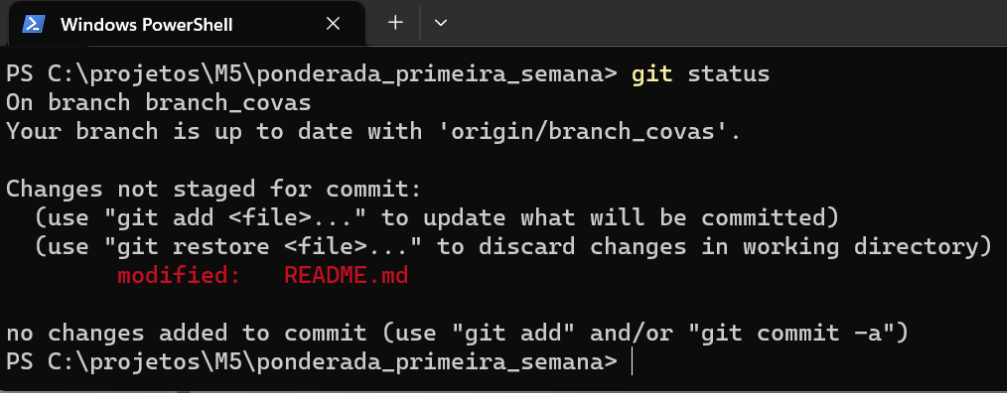 Windows PowerShell
PS C:\projetos\M5\ponderada_primeira_semana> git status
On branch branch_covas
Your branch is up to date with 'origin/branch_covas'.

Changes not staged for commit:
  (use "git add <file>..." to update what will be committed)
  (use "git restore <file>..." to discard changes in working directory)
        modified:   README.md

no changes added to commit (use "git add" and/or "git commit -a")
PS C:\projetos\M5\ponderada_primeira_semana>